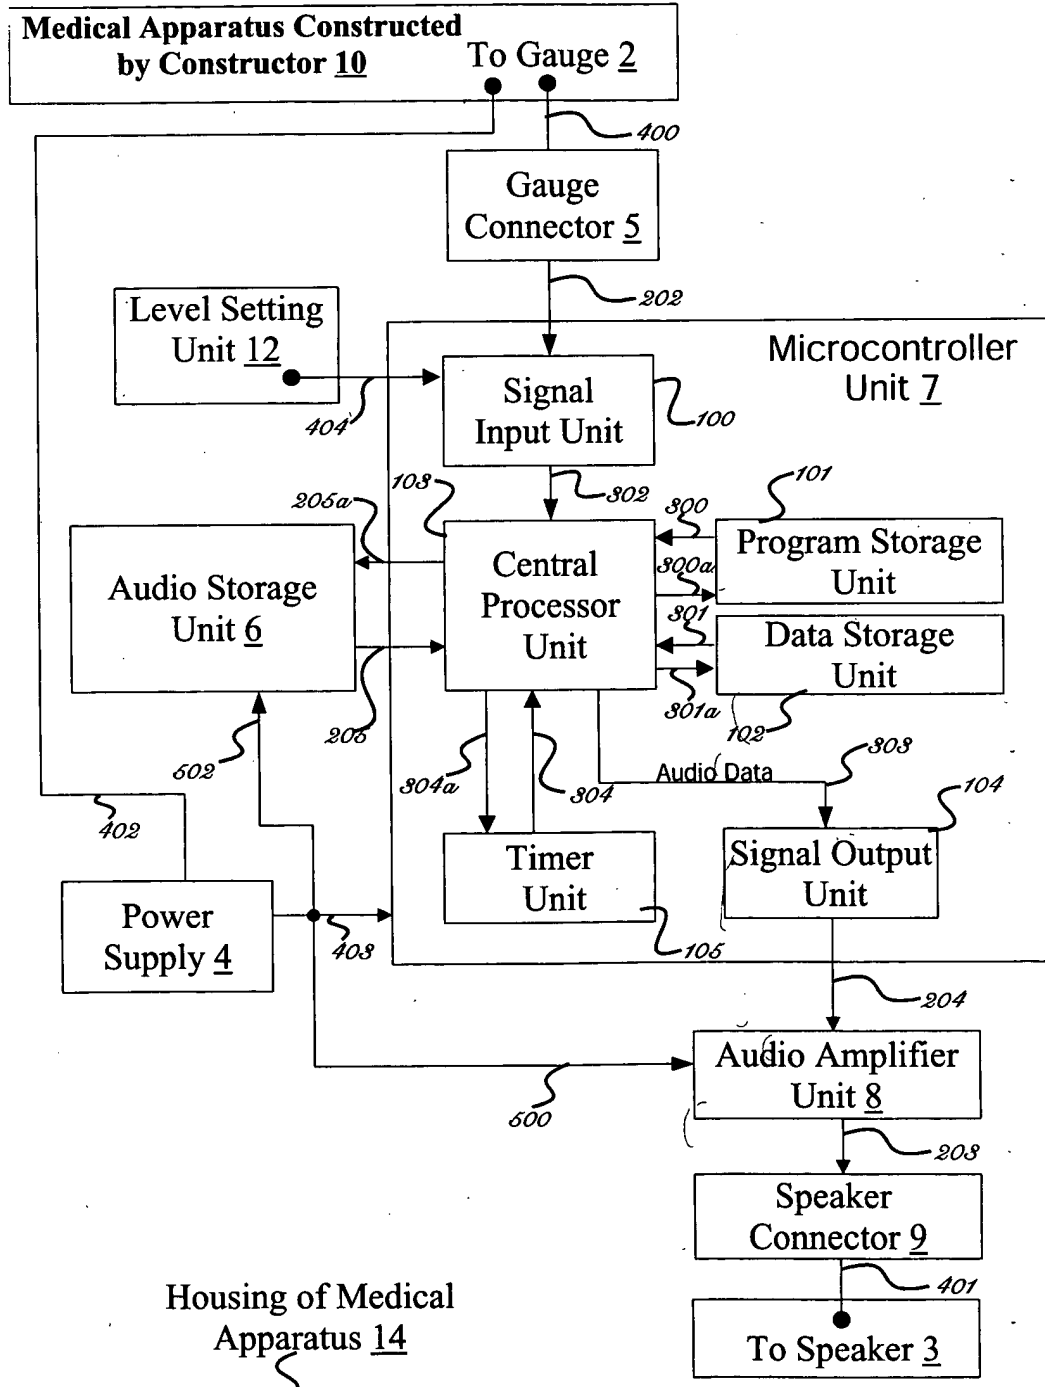 Medical Apparatus Constructed
by Constructor 10
To Gauge 2
400
Gauge
Connector 5
202
Level Setting
Unit 12
404
Microcontroller
Unit 7
Signal
Input Unit
100
302
103
205a
Audio Storage
Unit 6
205
Central
Processor
Unit
300
300a
101
Program Storage
Unit
301
301a
Data Storage
Unit
102
502
304a
304
Audio Data
303
104
402
Timer
Unit
105
Signal Output
Unit
Power
Supply 4
403
204
500
Audio Amplifier
Unit 8
203
Speaker
Connector 9
401
To Speaker 3
Housing of Medical
Apparatus 14